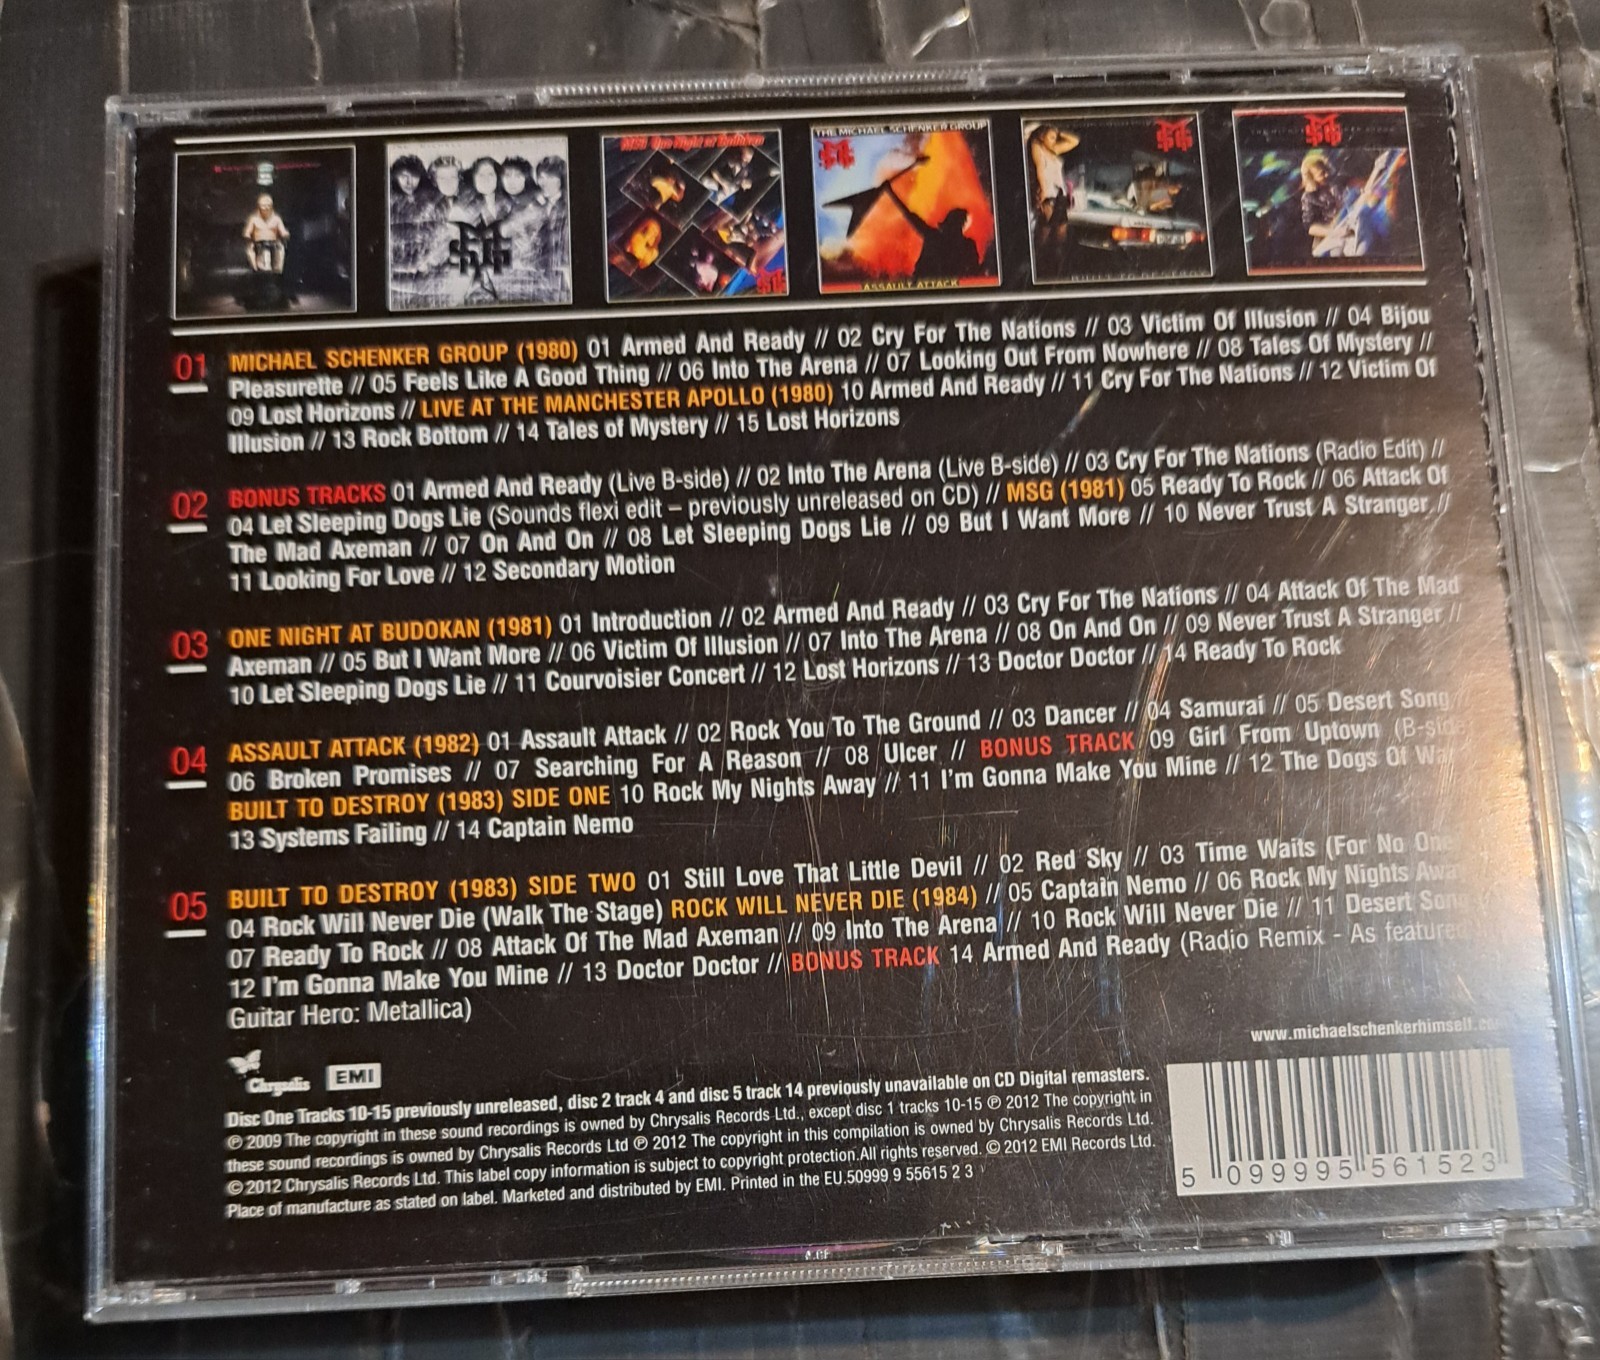 MSG One Night at Budokan
THE MICHAEL SCHENKER GROUP
ASSAULT ATTACK
BUILT TO DESTROY
01 MICHAEL SCHENKER GROUP (1980) 01 Armed And Ready // 02 Cry For The Nations // 03 Victim Of Illusion // 04 Bijou
Pleasurette // 05 Feels Like A Good Thing // 06 Into The Arena // 07 Looking Out From Nowhere // 08 Tales Of Mystery //
09 Lost Horizons // LIVE AT THE MANCHESTER APOLLO (1980) 10 Armed And Ready // 11 Cry For The Nations // 12 Victim Of
Illusion // 13 Rock Bottom // 14 Tales of Mystery // 15 Lost Horizons
02 BONUS TRACKS 01 Armed And Ready (Live B-side) // 02 Into The Arena (Live B-side) // 03 Cry For The Nations (Radio Edit) //
04 Let Sleeping Dogs Lie (Sounds flexi edit – previously unreleased on CD) // MSG (1981) 05 Ready To Rock // 06 Attack Of
The Mad Axeman // 07 On And On // 08 Let Sleeping Dogs Lie // 09 But I Want More // 10 Never Trust A Stranger //
11 Looking For Love // 12 Secondary Motion
03 ONE NIGHT AT BUDOKAN (1981) 01 Introduction // 02 Armed And Ready // 03 Cry For The Nations // 04 Attack Of The Mad
Axeman // 05 But I Want More // 06 Victim Of Illusion // 07 Into The Arena // 08 On And On // 09 Never Trust A Stranger //
10 Let Sleeping Dogs Lie // 11 Courvoisier Concert // 12 Lost Horizons // 13 Doctor Doctor // 14 Ready To Rock
04 ASSAULT ATTACK (1982) 01 Assault Attack // 02 Rock You To The Ground // 03 Dancer // 04 Samurai // 05 Desert Song //
06 Broken Promises // 07 Searching For A Reason // 08 Ulcer // BONUS TRACK 09 Girl From Uptown (B-side
BUILT TO DESTROY (1983) SIDE ONE 10 Rock My Nights Away // 11 I'm Gonna Make You Mine // 12 The Dogs Of War
13 Systems Failing // 14 Captain Nemo
05 BUILT TO DESTROY (1983) SIDE TWO 01 Still Love That Little Devil // 02 Red Sky // 03 Time Waits (For No One
04 Rock Will Never Die (Walk The Stage) ROCK WILL NEVER DIE (1984) // 05 Captain Nemo // 06 Rock My Nights Awa
07 Ready To Rock // 08 Attack Of The Mad Axeman // 09 Into The Arena // 10 Rock Will Never Die // 11 Desert Song
12 I'm Gonna Make You Mine // 13 Doctor Doctor // BONUS TRACK 14 Armed And Ready (Radio Remix - As featured
Guitar Hero: Metallica)
www.michaelschenkerhimself.co
Chrysalis EMI
Disc One Tracks 10-15 previously unreleased, disc 2 track 4 and disc 5 track 14 previously unavailable on CD Digital remasters.
℗ 2009 The copyright in these sound recordings is owned by Chrysalis Records Ltd., except disc 1 tracks 10-15 ℗ 2012 The copyright in
these sound recordings is owned by Chrysalis Records Ltd ℗ 2012 The copyright in this compilation is owned by Chrysalis Records Ltd.
© 2012 Chrysalis Records Ltd. This label copy information is subject to copyright protection.All rights reserved. © 2012 EMI Records Ltd.
Place of manufacture as stated on label. Marketed and distributed by EMI. Printed in the EU.50999 9 55615 2 3
5 099995 561523